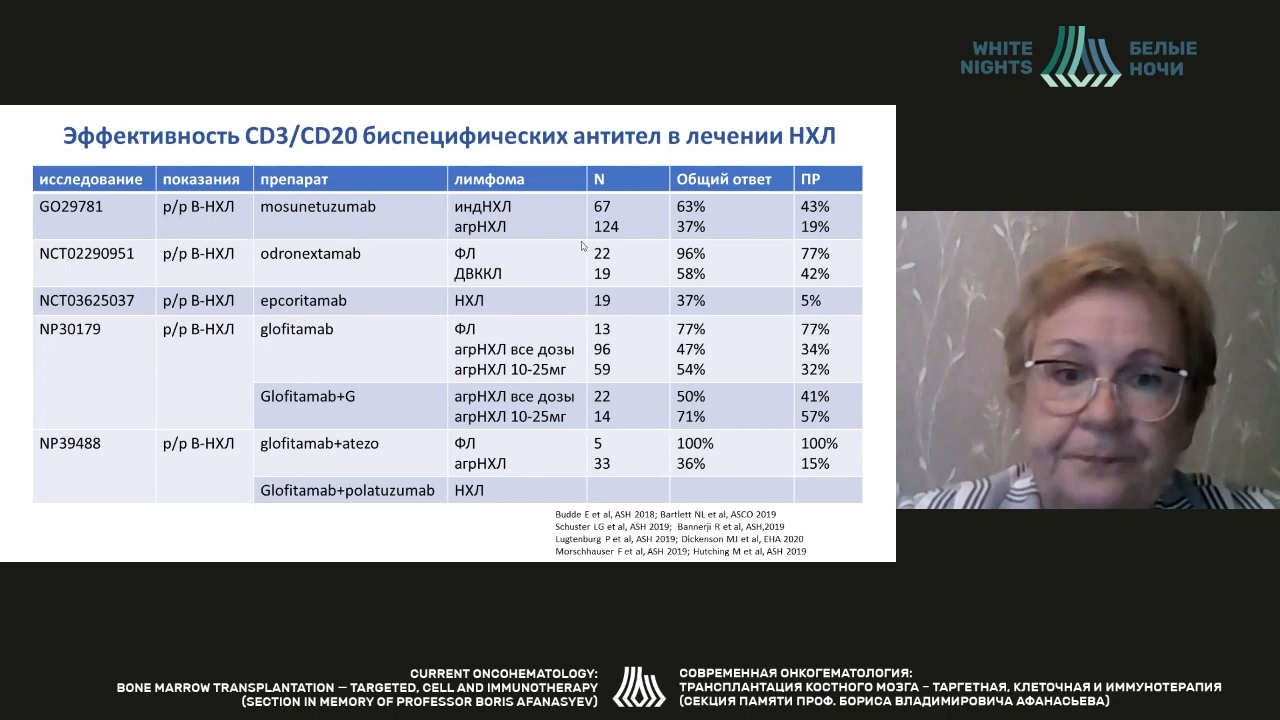 WHITE NIGHTS
БЕЛЫЕ НОЧИ
Эффективность CD3/CD20 биспецифических антител в лечении НХЛ
исследование показания препарат лимфома N Общий ответ ПР
GO29781 р/р В-НХЛ mosunetuzumab индНХЛ 67 63% 43%
агрНХЛ 124 37% 19%
NCT02290951 р/р В-НХЛ odronextamab ФЛ 22 96% 77%
ДВККЛ 19 58% 42%
NCT03625037 р/р В-НХЛ epcoritamab НХЛ 19 37% 5%
NP30179 р/р В-НХЛ glofitamab ФЛ 13 77% 77%
агрНХЛ все дозы 96 47% 34%
агрНХЛ 10-25мг 59 54% 32%
Glofitamab+G агрНХЛ все дозы 22 50% 41%
агрНХЛ 10-25мг 14 71% 57%
NP39488 р/р В-НХЛ glofitamab+atezo ФЛ 5 100% 100%
агрНХЛ 33 36% 15%
Glofitamab+polatuzumab НХЛ
Budde E et al, ASH 2018; Bartlett NL et al, ASCO 2019
Schuster LG et al, ASH 2019; Bannerji R et al, ASH,2019
Lugtenburg P et al, ASH 2019; Dickenson MJ et al, EHA 2020
Morschhauser F et al, ASH 2019; Hutching M et al, ASH 2019
CURRENT ONCOHEMATOLOGY:
BONE MARROW TRANSPLANTATION – TARGETED, CELL AND IMMUNOTHERAPY
(SECTION IN MEMORY OF PROFESSOR BORIS AFANASYEV)
СОВРЕМЕННАЯ ОНКОГЕМАТОЛОГИЯ:
ТРАНСПЛАНТАЦИЯ КОСТНОГО МОЗГА – ТАРГЕТНАЯ, КЛЕТОЧНАЯ И ИММУНОТЕРАПИЯ
(СЕКЦИЯ ПАМЯТИ ПРОФ. БОРИСА ВЛАДИМИРОВИЧА АФАНАСЬЕВА)